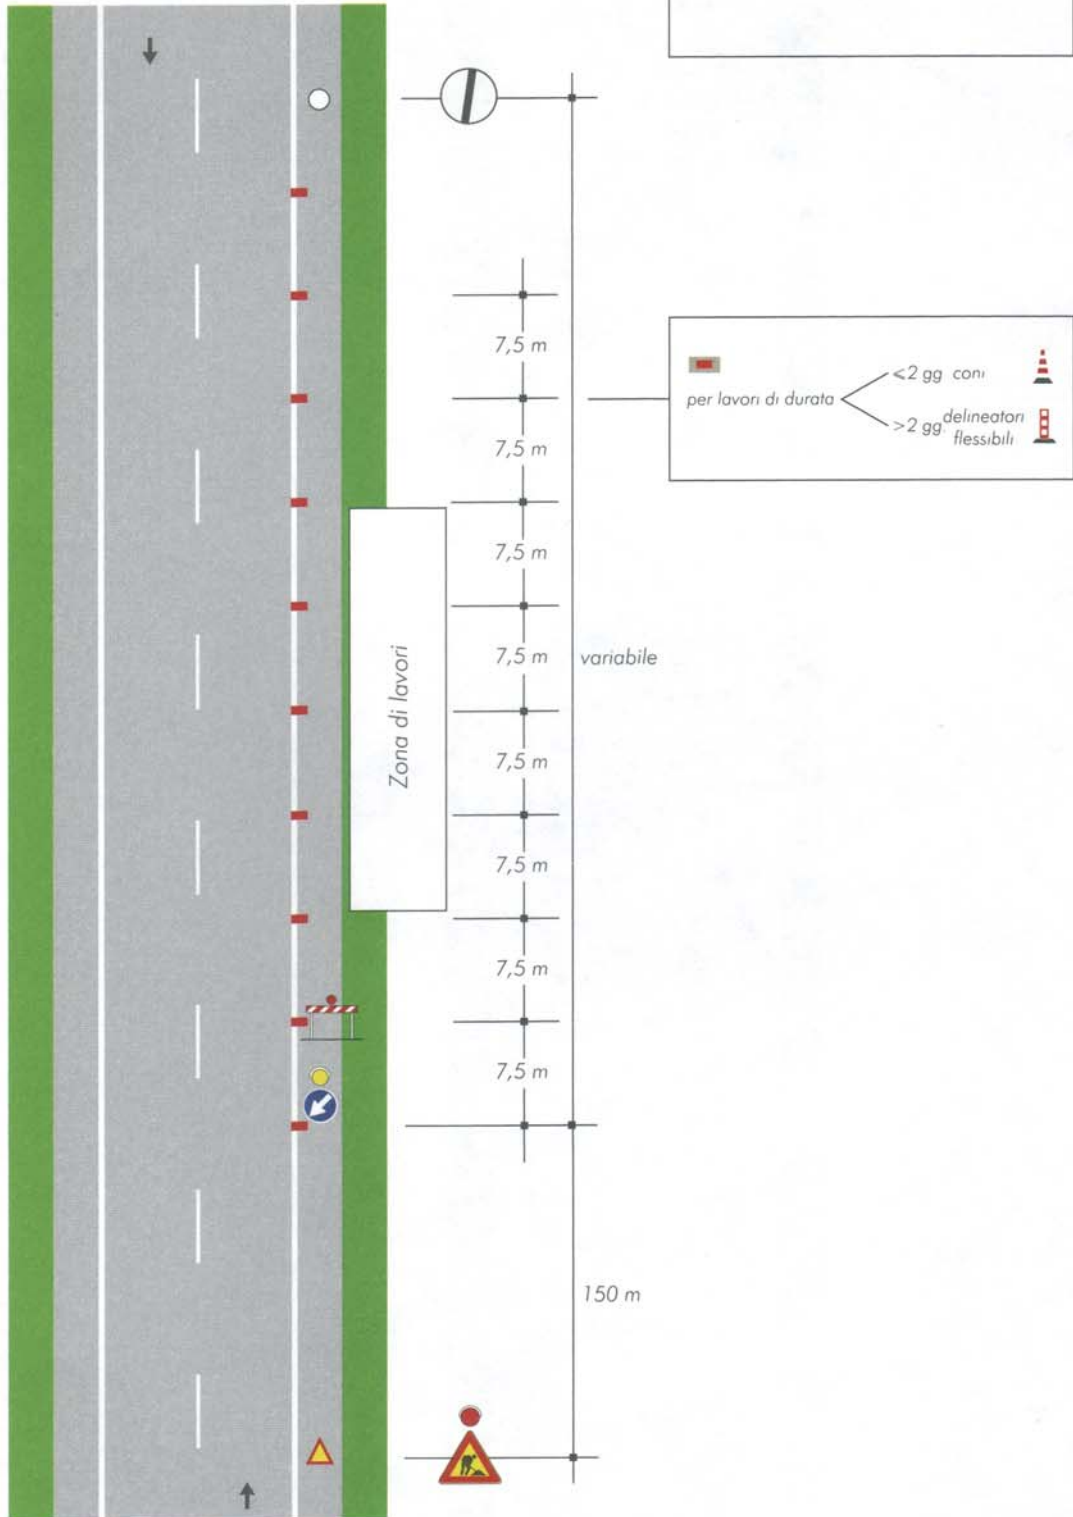 7,5 m
≤2 gg coni
per lavori di durata
>2 gg. delineatori
flessibili
7,5 m
7,5 m
Zona di lavori
7,5 m
variabile
7,5 m
7,5 m
7,5 m
7,5 m
150 m